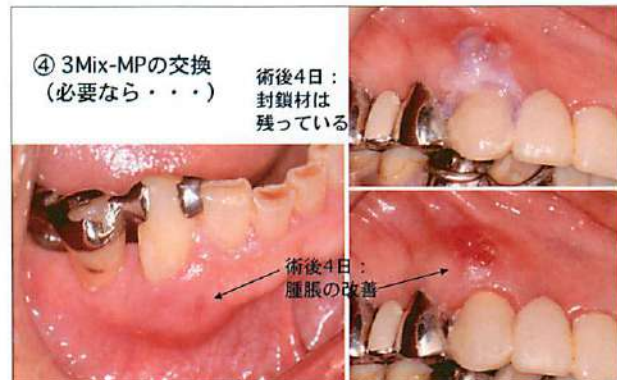 ④ 3Mix-MPの交換
（必要なら・・・）
術後4日：
封鎖材は
残っている
術後4日：
腫脹の改善